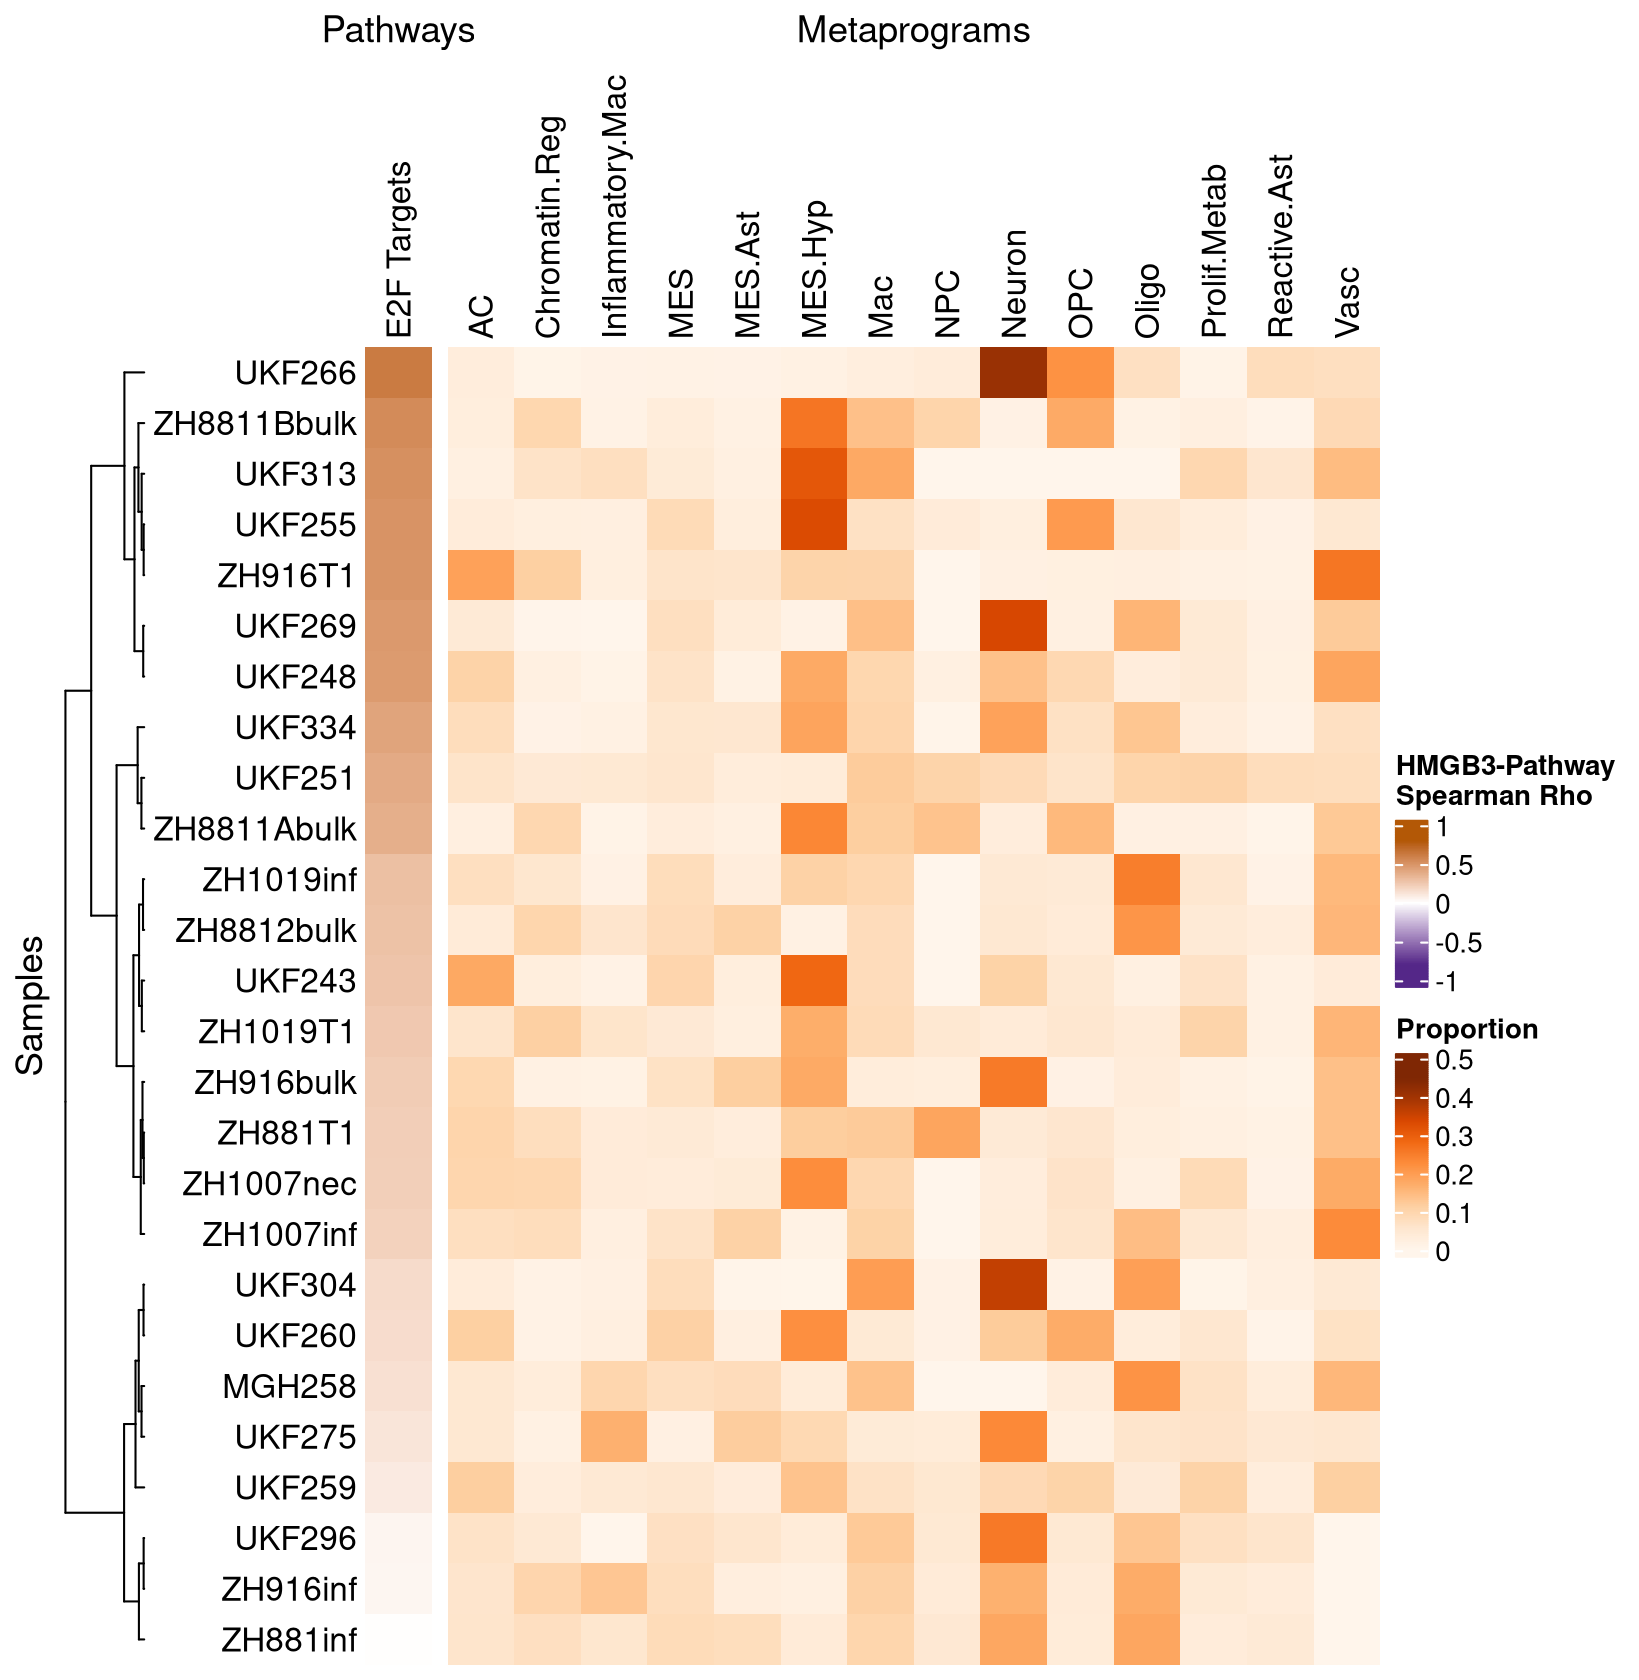 Pathways
Metaprograms
E2F Targets
AC
Chromatin.Reg
Inflammatory.Mac
MES
MES.Ast
MES.Hyp
Mac
NPC
Neuron
OPC
Oligo
Prolif.Metab
Reactive.Ast
Vasc
Samples
UKF266
ZH8811Bbulk
UKF313
UKF255
ZH916T1
UKF269
UKF248
UKF334
UKF251
ZH8811Abulk
ZH1019inf
ZH8812bulk
UKF243
ZH1019T1
ZH916bulk
ZH881T1
ZH1007nec
ZH1007inf
UKF304
UKF260
MGH258
UKF275
UKF259
UKF296
ZH916inf
ZH881inf
HMGB3-Pathway
Spearman Rho
1
0.5
0
-0.5
-1
Proportion
0.5
0.4
0.3
0.2
0.1
0